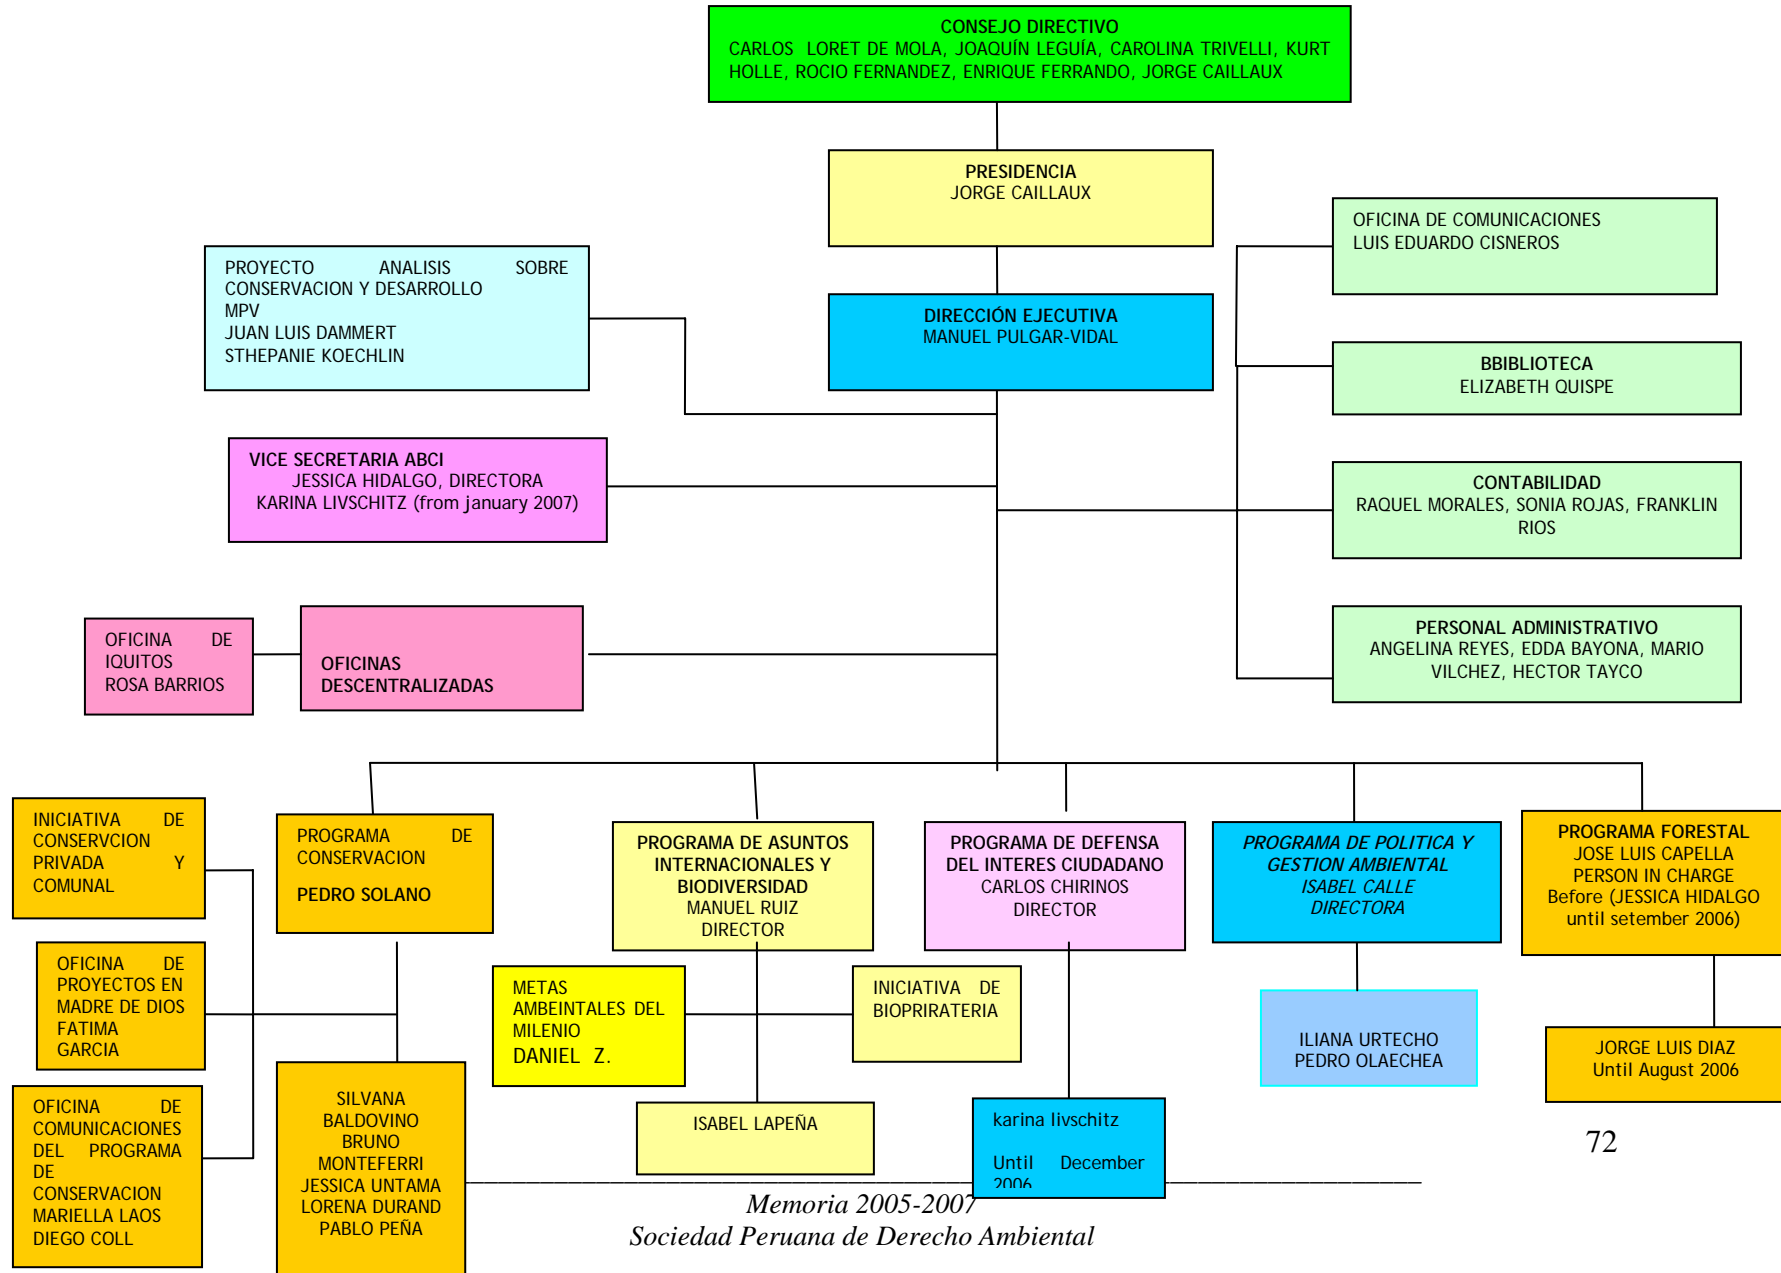 CONSEJO DIRECTIVO
CARLOS LORET DE MOLA, JOAQUÍN LEGUÍA, CAROLINA TRIVELLI, KURT
HOLLE, ROCIO FERNANDEZ, ENRIQUE FERRANDO, JORGE CAILLAUX
PRESIDENCIA
JORGE CAILLAUX
OFICINA DE COMUNICACIONES
LUIS EDUARDO CISNEROS
PROYECTO ANALISIS SOBRE
CONSERVACION Y DESARROLLO
MPV
JUAN LUIS DAMMERT
STHEPANIE KOECHLIN
DIRECCIÓN EJECUTIVA
MANUEL PULGAR-VIDAL
BBIBLIOTECA
ELIZABETH QUISPE
VICE SECRETARIA ABCI
JESSICA HIDALGO, DIRECTORA
KARINA LIVSCHITZ (from january 2007)
CONTABILIDAD
RAQUEL MORALES, SONIA ROJAS, FRANKLIN
RIOS
OFICINA DE
IQUITOS
ROSA BARRIOS
OFICINAS
DESCENTRALIZADAS
PERSONAL ADMINISTRATIVO
ANGELINA REYES, EDDA BAYONA, MARIO
VILCHEZ, HECTOR TAYCO
INICIATIVA DE
CONSERVCION
PRIVADA Y
COMUNAL
PROGRAMA DE
CONSERVACION
PEDRO SOLANO
PROGRAMA DE ASUNTOS
INTERNACIONALES Y
BIODIVERSIDAD
MANUEL RUIZ
DIRECTOR
PROGRAMA DE DEFENSA
DEL INTERES CIUDADANO
CARLOS CHIRINOS
DIRECTOR
PROGRAMA DE POLITICA Y
GESTION AMBIENTAL
ISABEL CALLE
DIRECTORA
PROGRAMA FORESTAL
JOSE LUIS CAPELLA
PERSON IN CHARGE
Before (JESSICA HIDALGO
until setember 2006)
OFICINA DE
PROYECTOS EN
MADRE DE DIOS
FATIMA
GARCIA
METAS
AMBEINTALES DEL
MILENIO
DANIEL Z.
INICIATIVA DE
BIOPRIRATERIA
ILIANA URTECHO
PEDRO OLAECHEA
JORGE LUIS DIAZ
Until August 2006
OFICINA DE
COMUNICACIONES
DEL PROGRAMA
DE
CONSERVACION
MARIELLA LAOS
DIEGO COLL
SILVANA
BALDOVINO
BRUNO
MONTEFERRI
JESSICA UNTAMA
LORENA DURAND
PABLO PEÑA
ISABEL LAPEÑA
karina livschitz
Until December
2006
72
Memoria 2005-2007
Sociedad Peruana de Derecho Ambiental